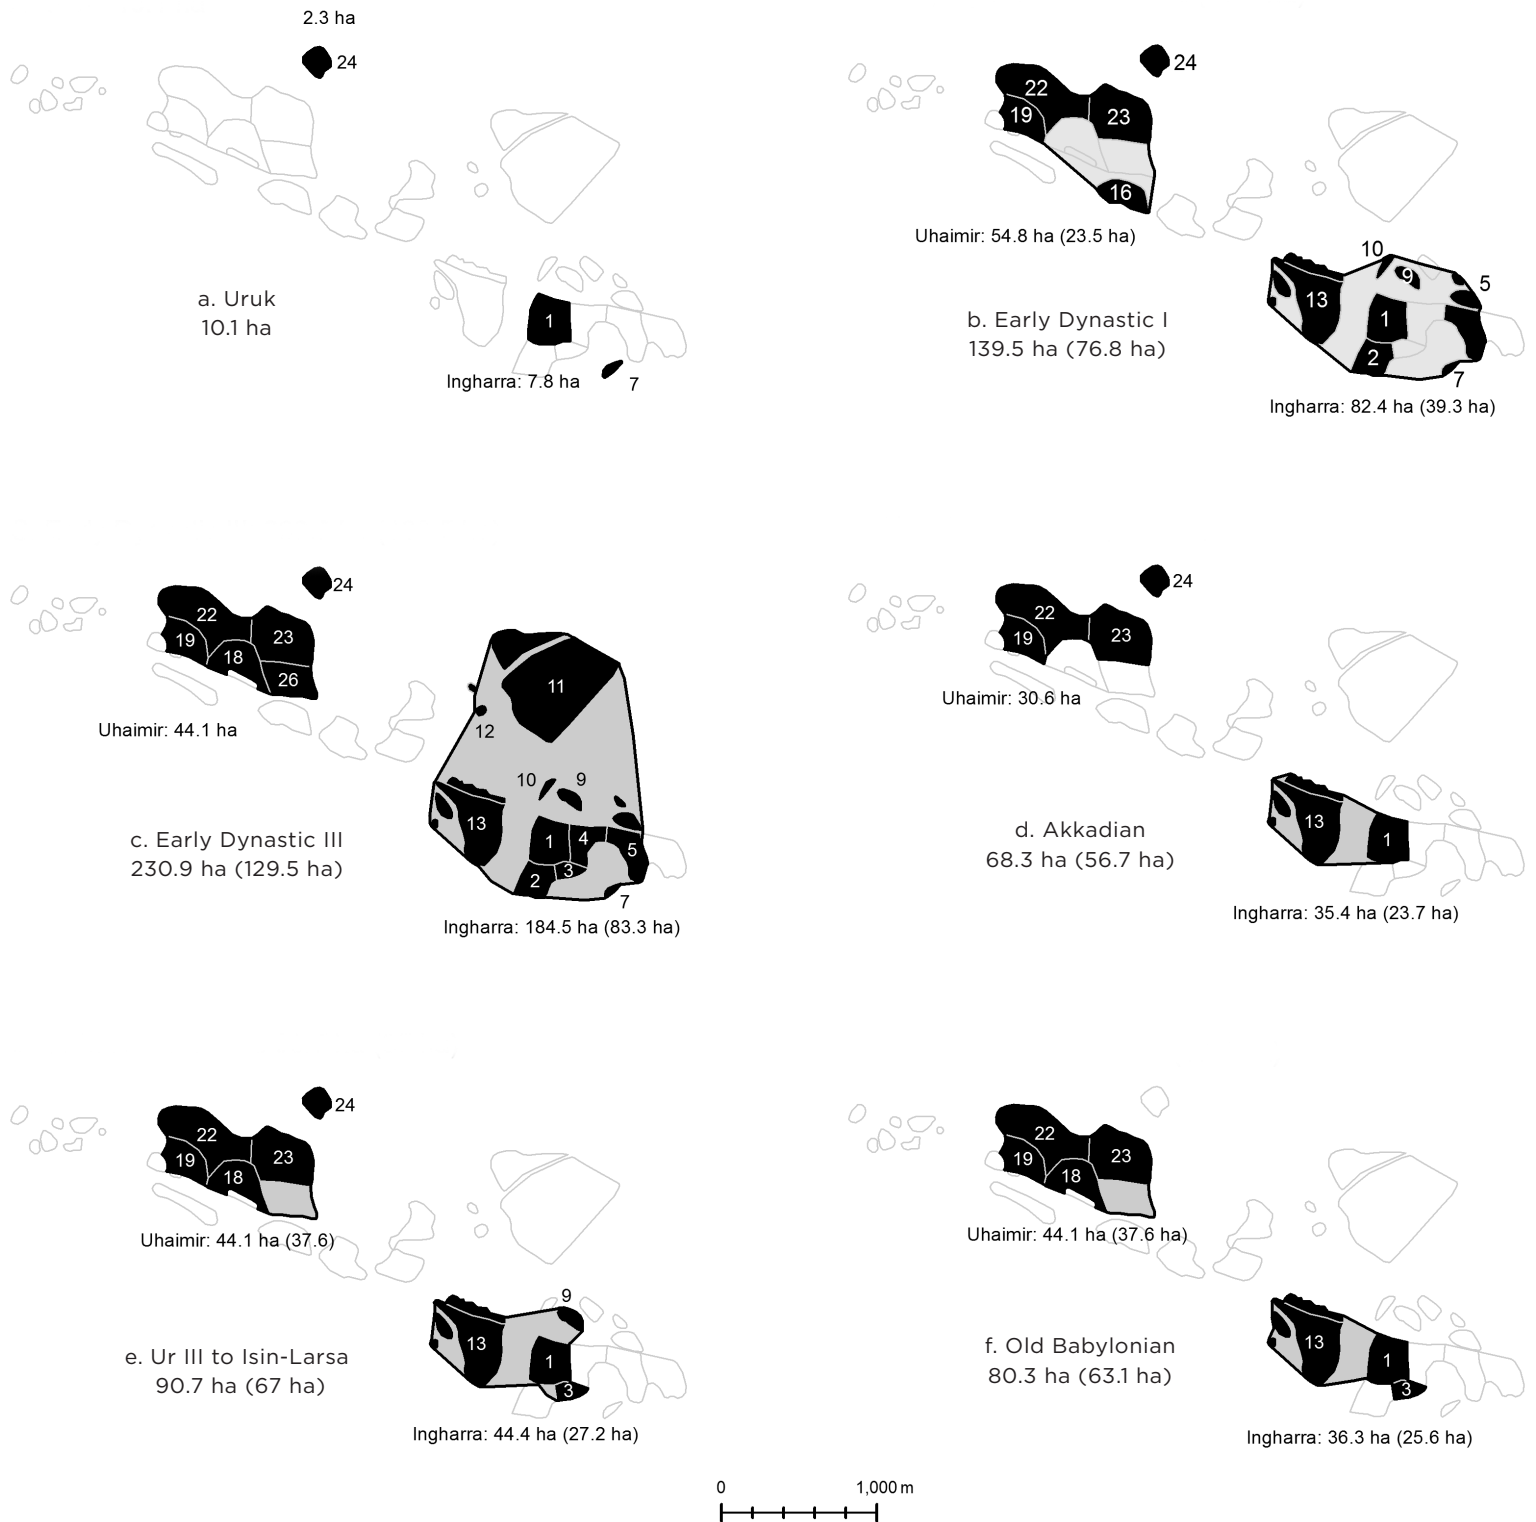 2.3 ha
24
1
7
Ingharra: 7.8 ha
a. Uruk
10.1 ha
24
22
19
23
16
Uhaimir: 54.8 ha (23.5 ha)
10
9
5
13
1
2
7
Ingharra: 82.4 ha (39.3 ha)
b. Early Dynastic I
139.5 ha (76.8 ha)
24
22
19
23
18
26
Uhaimir: 44.1 ha
11
12
10
9
13
1
4
5
3
2
7
Ingharra: 184.5 ha (83.3 ha)
c. Early Dynastic III
230.9 ha (129.5 ha)
24
22
19
23
Uhaimir: 30.6 ha
13
1
Ingharra: 35.4 ha (23.7 ha)
d. Akkadian
68.3 ha (56.7 ha)
24
22
19
23
18
Uhaimir: 44.1 ha (37.6)
9
13
1
3
Ingharra: 44.4 ha (27.2 ha)
e. Ur III to Isin-Larsa
90.7 ha (67 ha)
22
19
23
18
Uhaimir: 44.1 ha (37.6 ha)
13
1
3
Ingharra: 36.3 ha (25.6 ha)
f. Old Babylonian
80.3 ha (63.1 ha)
0
1,000 m